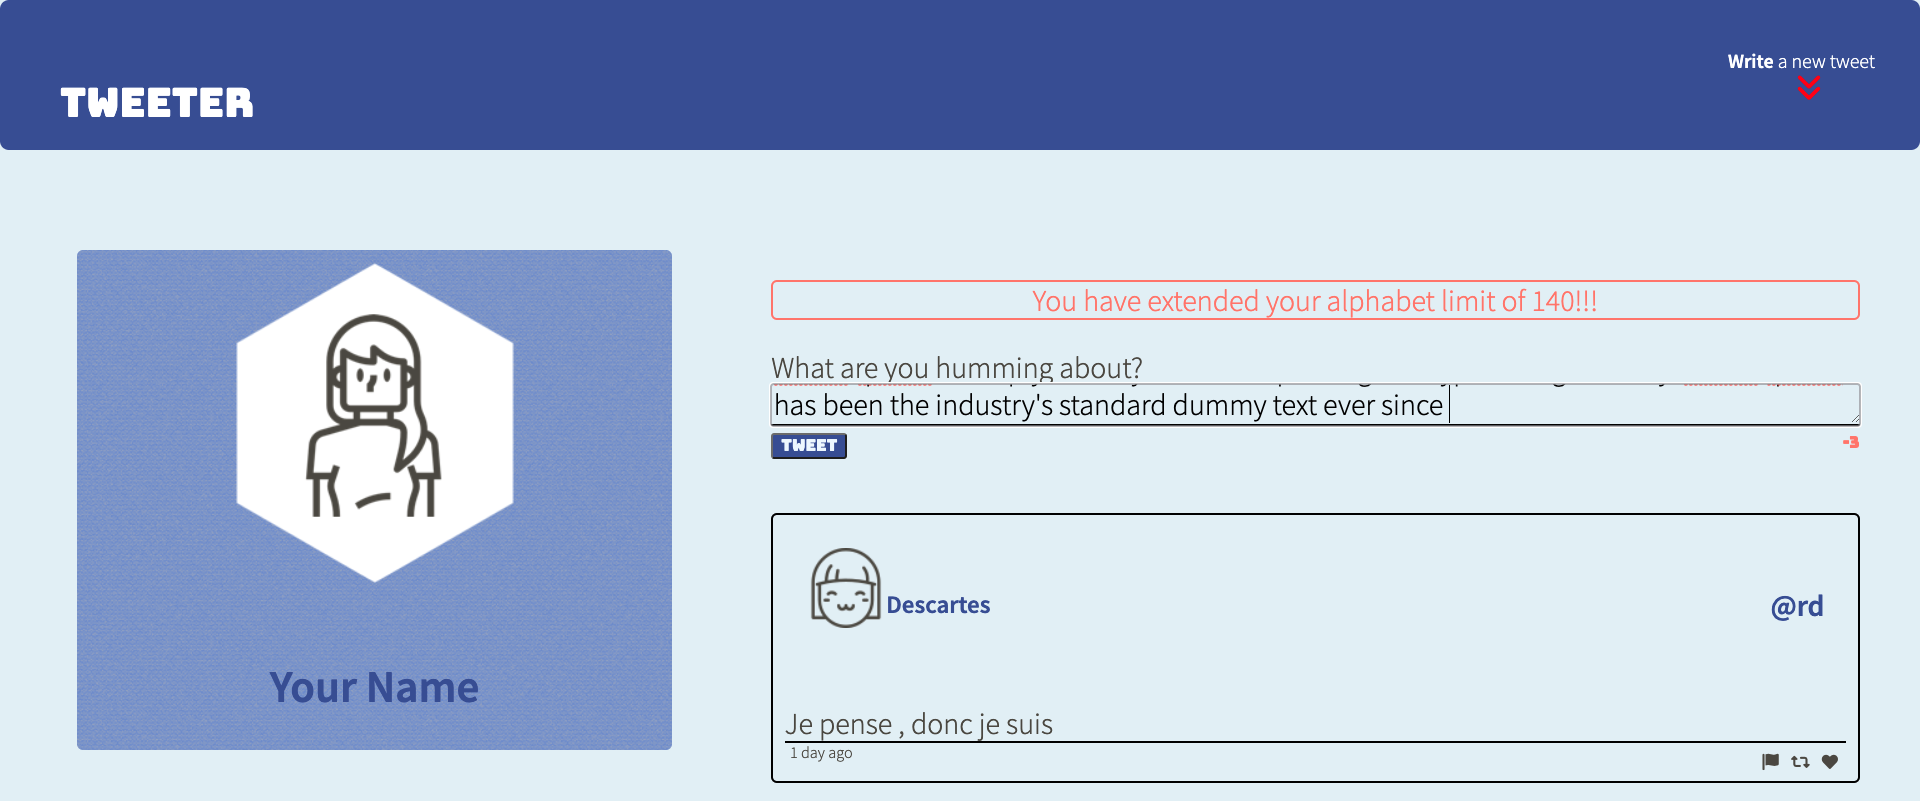 Write a new tweet
TWEETER
You have extended your alphabet limit of 140!!!
What are you humming about?
has been the industry's standard dummy text ever since
TWEET
-3
Descartes
@rd
Your Name
Je pense , donc je suis
1 day ago